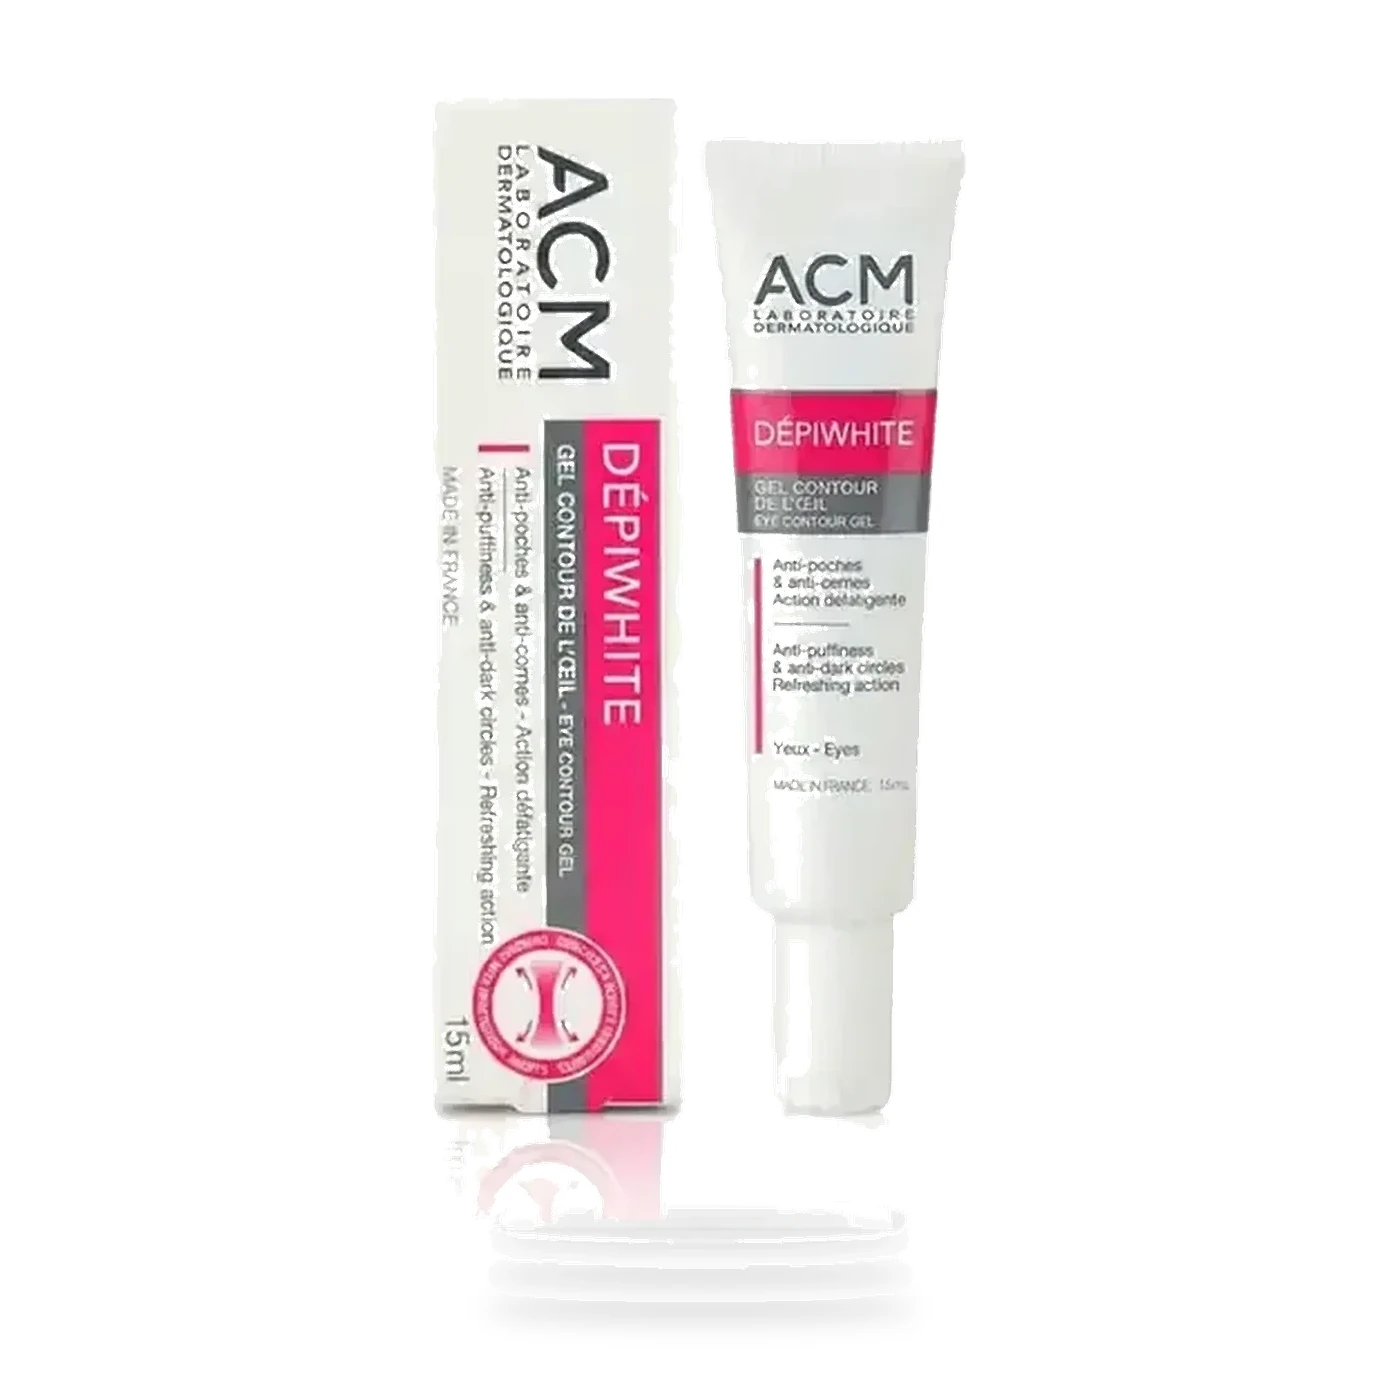 ACM
LABORATOIRE
DERMATOLOGIQUE
DÉPIWHITE
GEL CONTOUR DE L'ŒIL - EYE CONTOUR GEL
Anti-poches & anti-cernes - Action défatigante
Anti-puffiness & anti-dark circles - Refreshing action
MADE IN FRANCE
15ml
ACM
LABORATOIRE
DERMATOLOGIQUE
DÉPIWHITE
GEL CONTOUR
DE L'ŒIL
EYE CONTOUR GEL
Anti-poches
& anti-cernes
Action défatigante
Anti-puffiness
& anti-dark circles
Refreshing action
Yeux - Eyes
MADE IN FRANCE